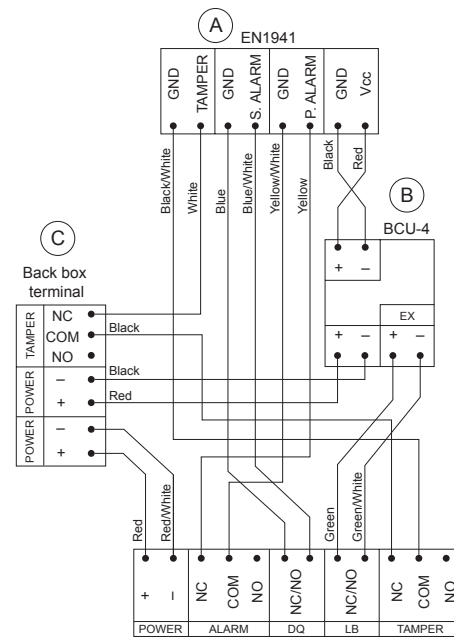 A
EN1941
GND
TAMPER
GND
S. ALARM
GND
P. ALARM
GND
Vcc
Black/White
White
Blue
Blue/White
Yellow/White
Yellow
Black
Red
B
BCU-4
+ –
EX
+ – + –
C
Back box
terminal
TAMPER
NC
COM
NO
POWER
–
+
POWER
–
+
Black
Black
Red
Red
Red/White
Green
Green/White
+
–
NC
COM
NO
NC/NO
NC/NO
NC
COM
NO
POWER ALARM DQ LB TAMPER